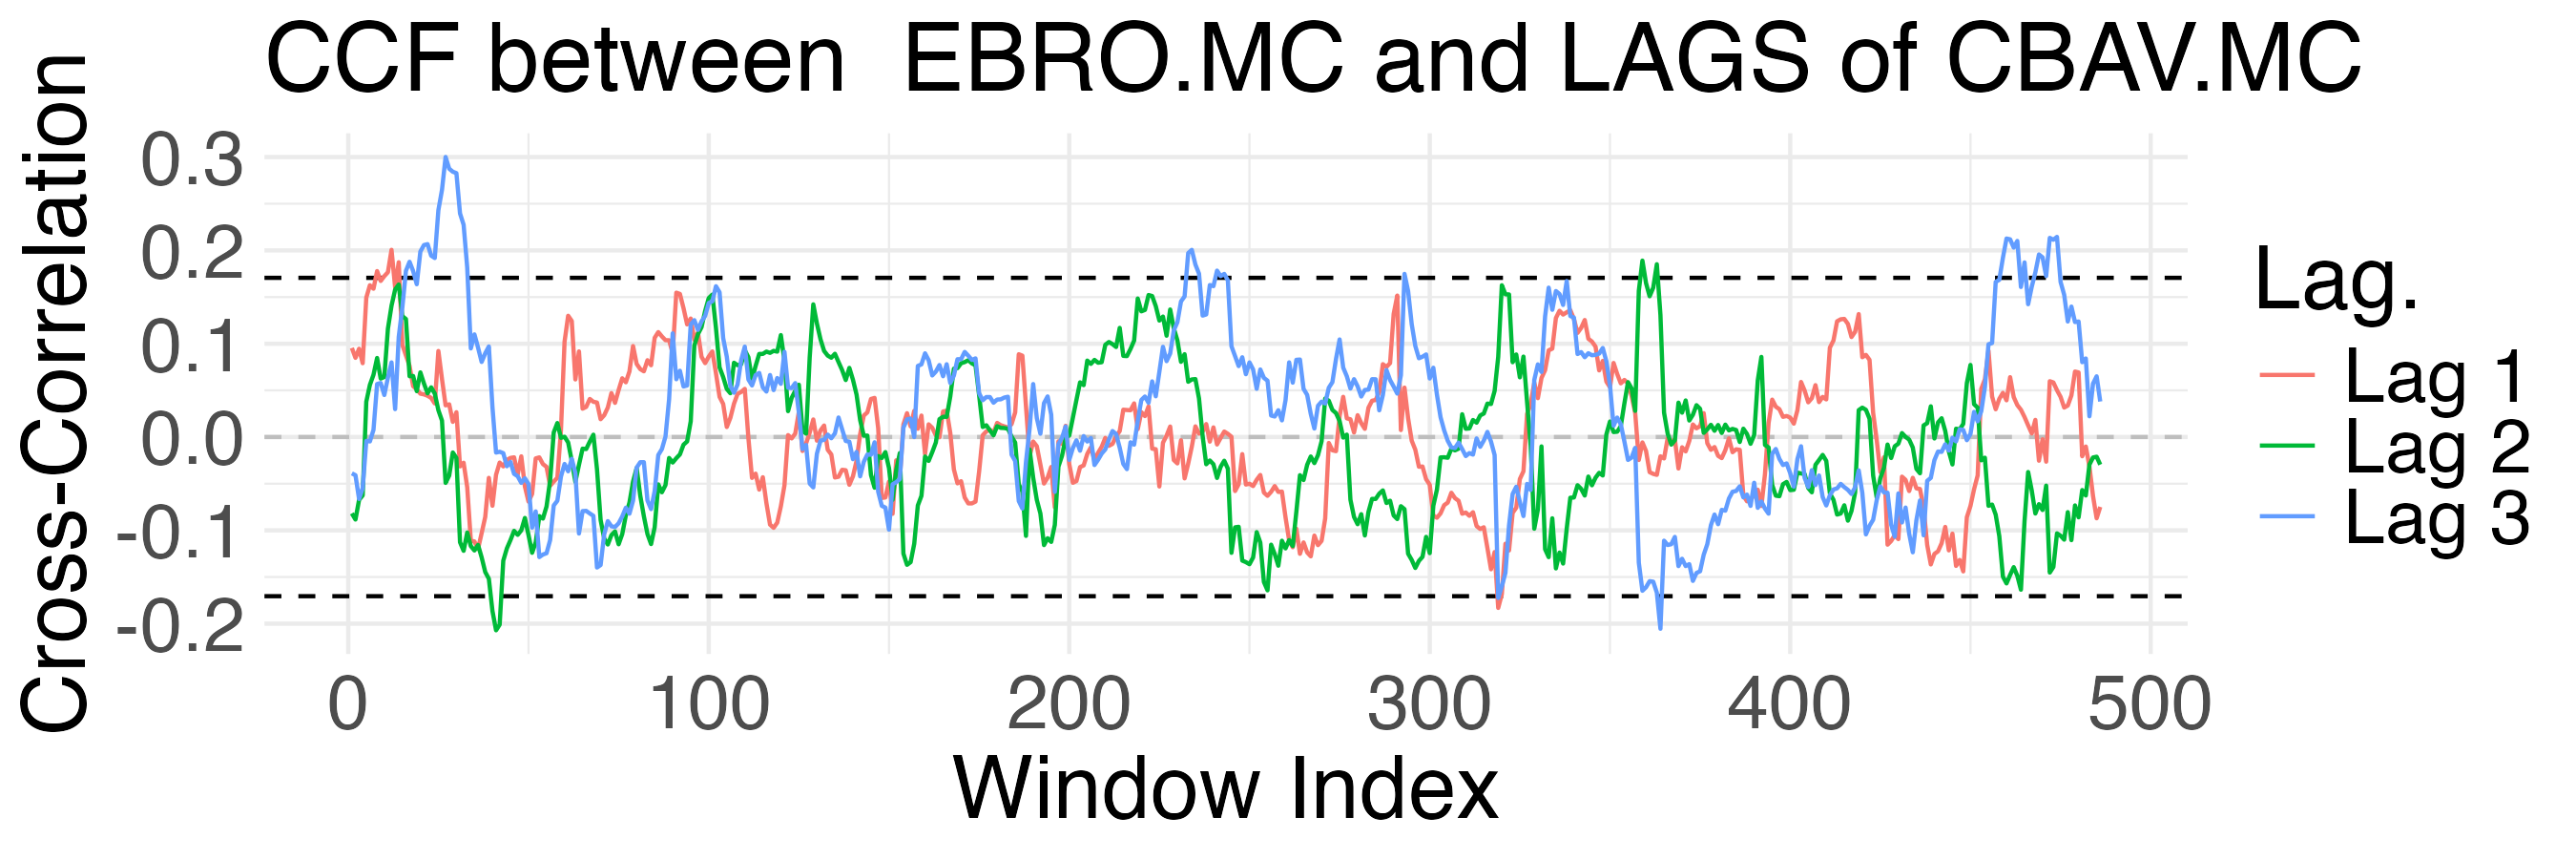 CCF between  EBRO.MC and LAGS of CBAV.MC
Cross-Correlation
0.3
0.2
0.1
0.0
-0.1
-0.2
0 100 200 300 400 500
Window Index
Lag.
Lag 1
Lag 2
Lag 3